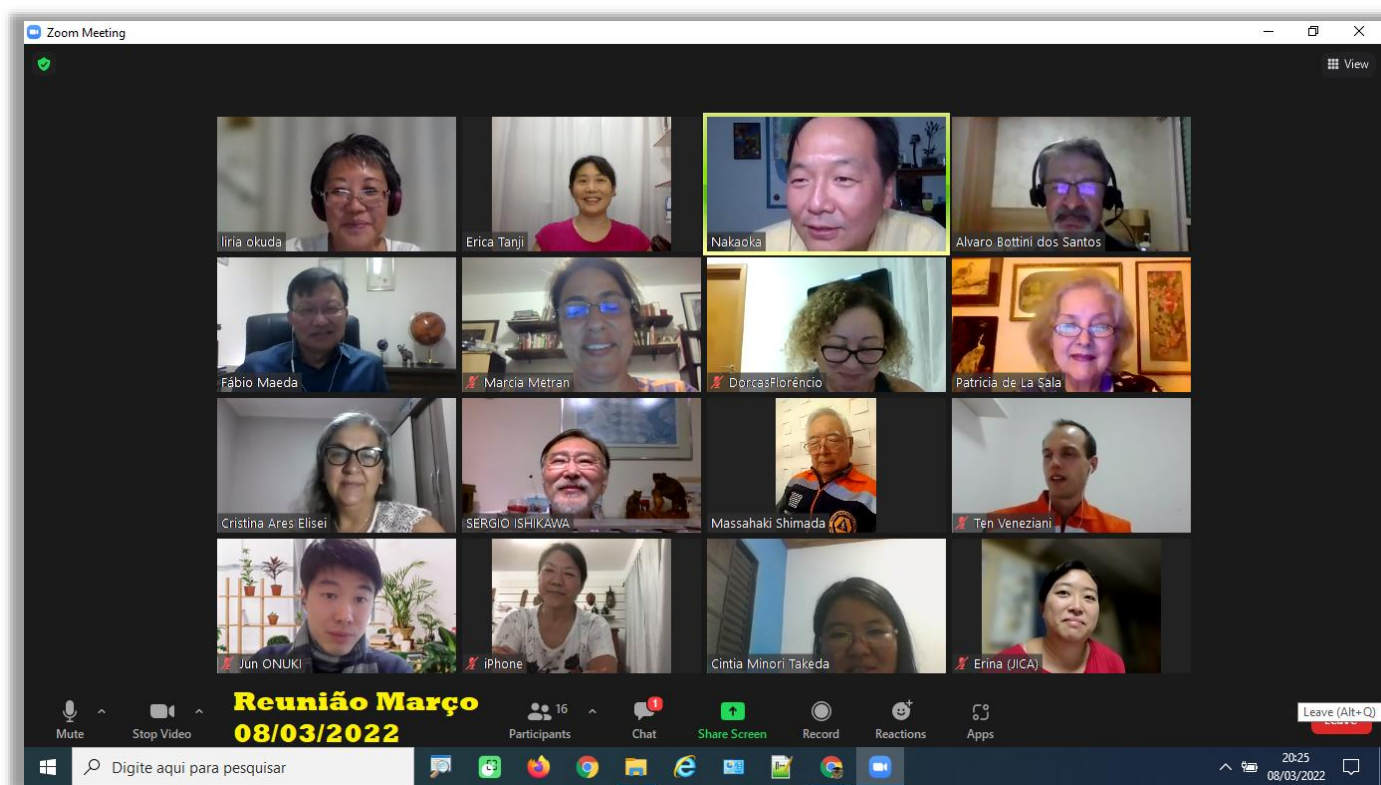 Zoom Meeting
View
liria okuda
Erica Tanji
Nakaoka
Alvaro Bottini dos Santos
Fábio Maeda
Marcia Metran
DorcasFlorêncio
Patricia de La Sala
Cristina Ares Elisei
SERGIO ISHIKAWA
Massahaki Shimada
Ten Veneziani
Jun ONUKI
iPhone
Cintia Minori Takeda
Erina (JICA)
Reunião Março
08/03/2022
Mute
Stop Video
16
Participants
1
Chat
Share Screen
Record
Reactions
Apps
Leave (Alt+Q)
Leave
Digite aqui para pesquisar
20:25
08/03/2022